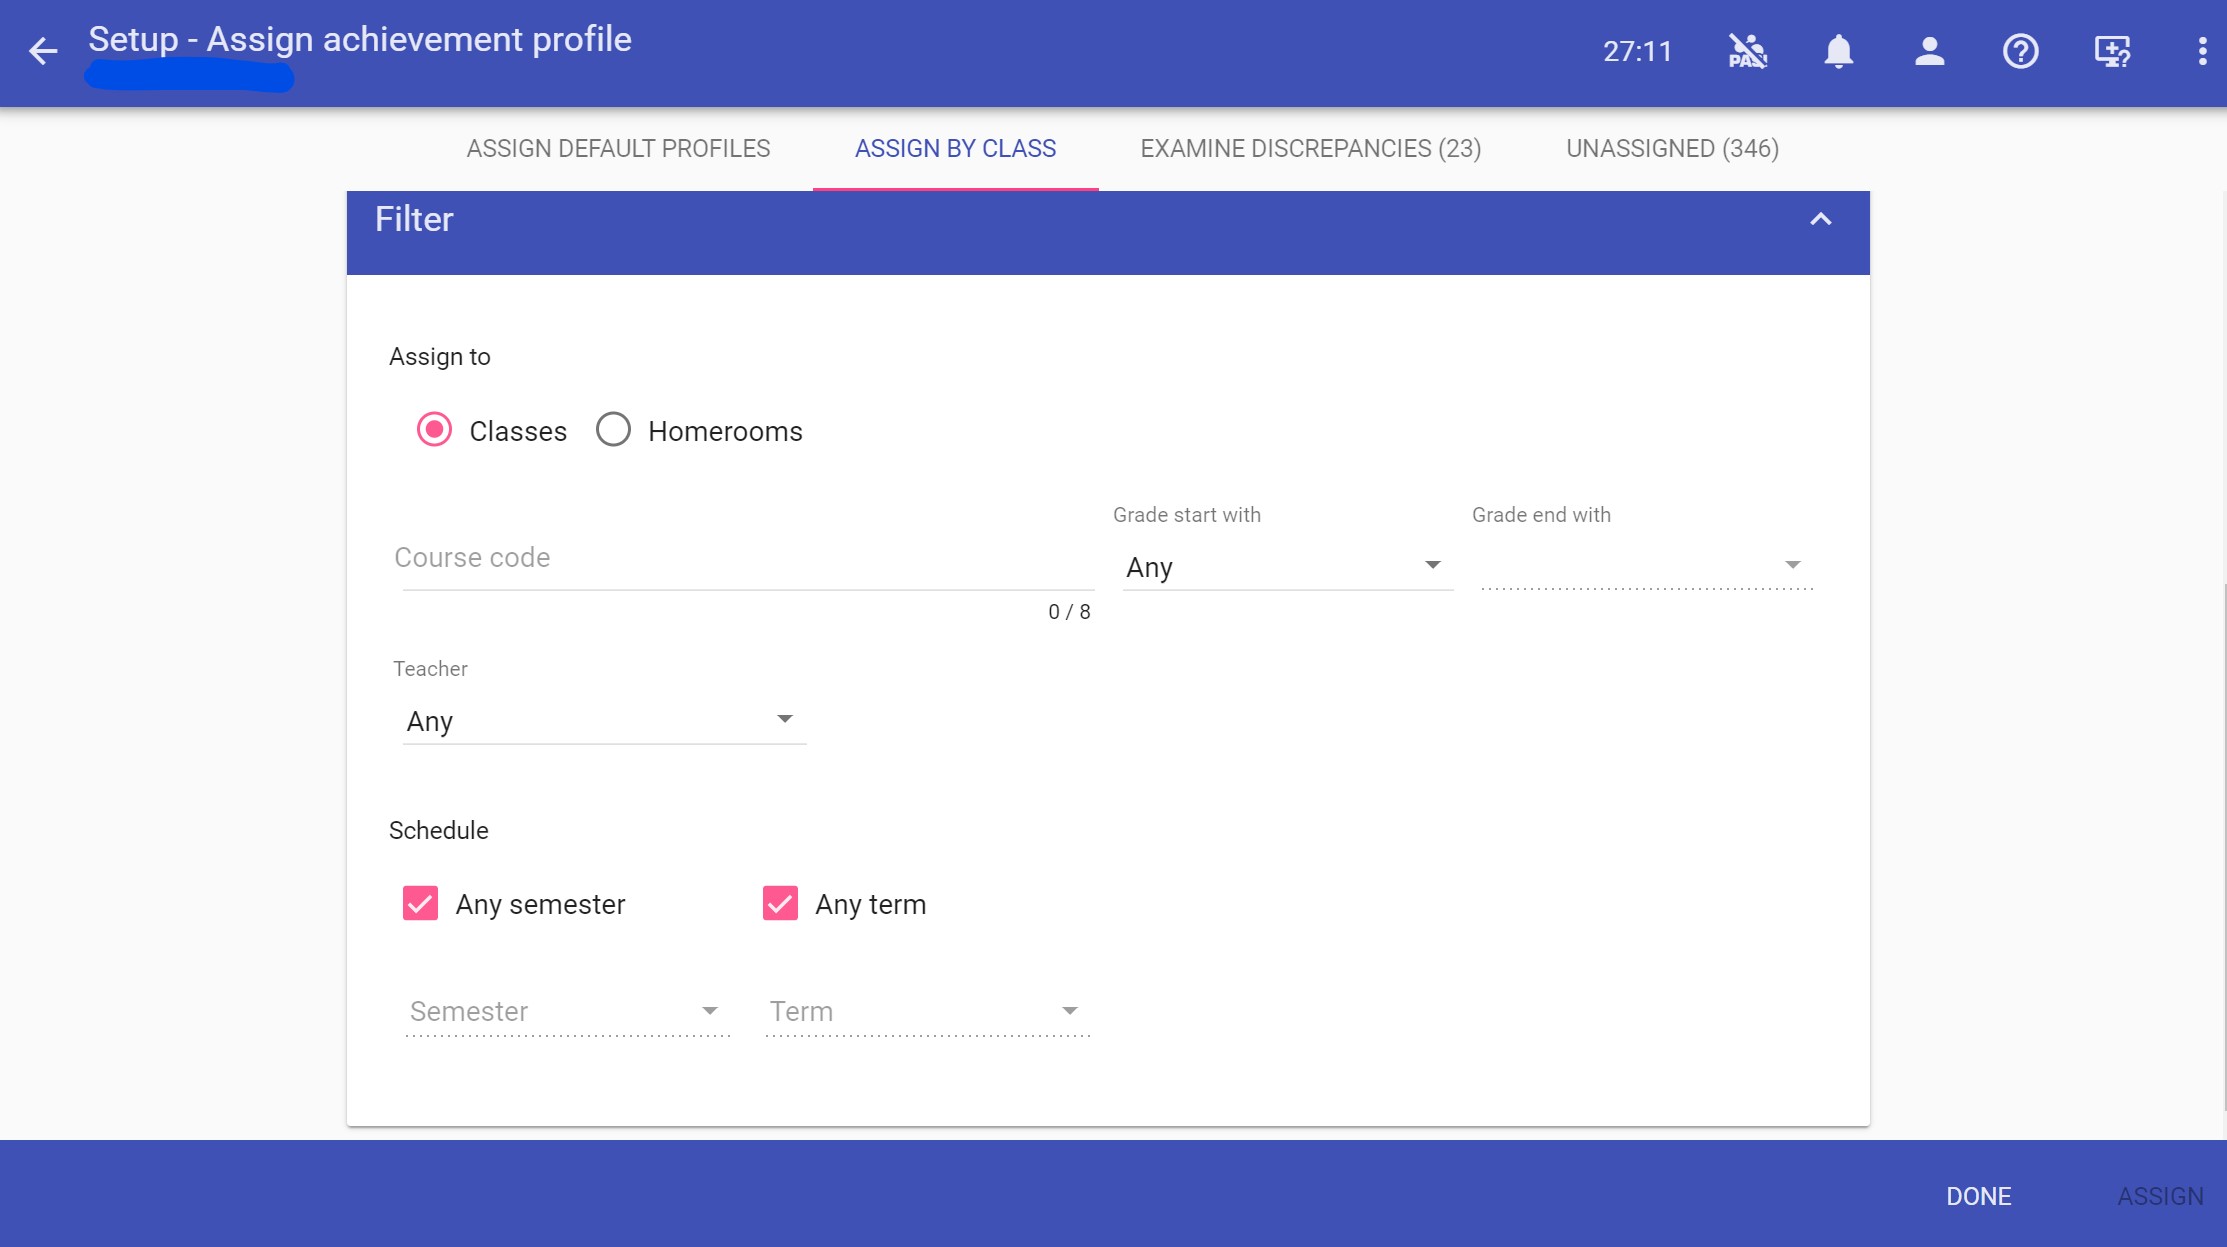 Setup - Assign achievement profile
27:11
PAS!
ASSIGN DEFAULT PROFILES
ASSIGN BY CLASS
EXAMINE DISCREPANCIES (23)
UNASSIGNED (346)
Filter
Assign to
Classes
Homerooms
Grade start with
Grade end with
Course code
Any
0 / 8
Teacher
Any
Schedule
Any semester
Any term
Semester
Term
DONE
ASSIGN